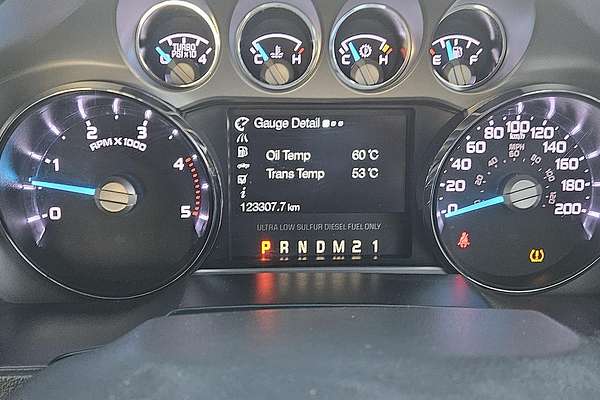 TURBO
PSI x10
0 4
C H
C H
E F
0 1 2 3 4 5
RPM X 1000
Gauge Detail
Oil Temp 60 °C
Trans Temp 53 °C
i
123307.7 km
ULTRA LOW SULFUR DIESEL FUEL ONLY
P R N D M 2 1
0 20 40 60 80 100 120 140 160 180 200
km/h
MPH